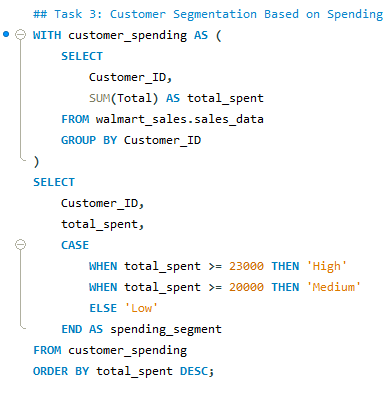 ## Task 3: Customer Segmentation Based on Spending
WITH customer_spending AS (
SELECT
Customer_ID,
SUM(Total) AS total_spent
FROM walmart_sales.sales_data
GROUP BY Customer_ID
)
SELECT
Customer_ID,
total_spent,
CASE
WHEN total_spent >= 23000 THEN 'High'
WHEN total_spent >= 20000 THEN 'Medium'
ELSE 'Low'
END AS spending_segment
FROM customer_spending
ORDER BY total_spent DESC;